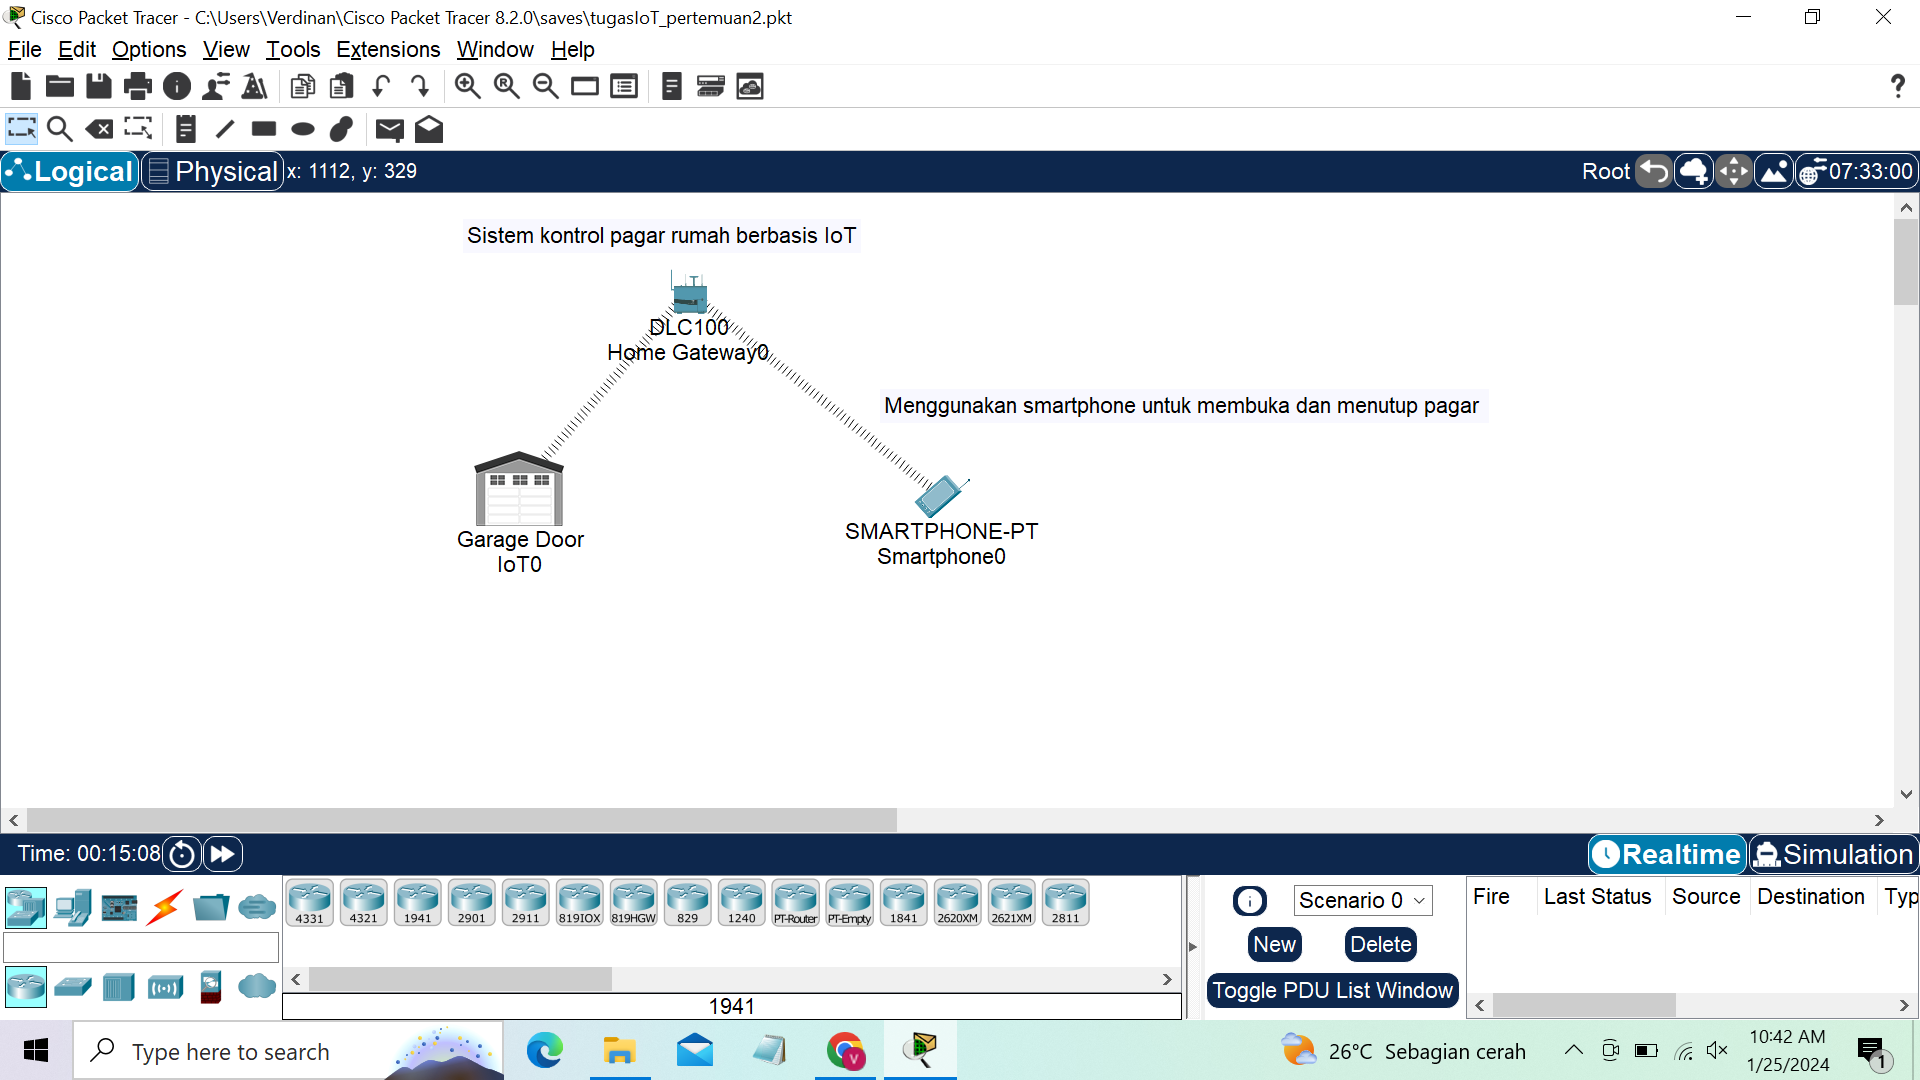 Cisco Packet Tracer - C:\Users\Verdinan\Cisco Packet Tracer 8.2.0\saves\tugasIoT_pertemuan2.pkt
File Edit Options View Tools Extensions Window Help
Logical Physical x: 1112, y: 329 Root 07:33:00
Sistem kontrol pagar rumah berbasis IoT
DLC100
Home Gateway0
Menggunakan smartphone untuk membuka dan menutup pagar
Garage Door
IoT0
SMARTPHONE-PT
Smartphone0
Time: 00:15:08 Realtime Simulation
4331 4321 1941 2901 2911 819IOX 819HGW 829 1240 PT-Router PT-Empty 1841 2620XM 2621XM 2811
Scenario 0
New Delete
Toggle PDU List Window
Fire Last Status Source Destination Typ
1941
Type here to search
26°C Sebagian cerah
10:42 AM
1/25/2024
1